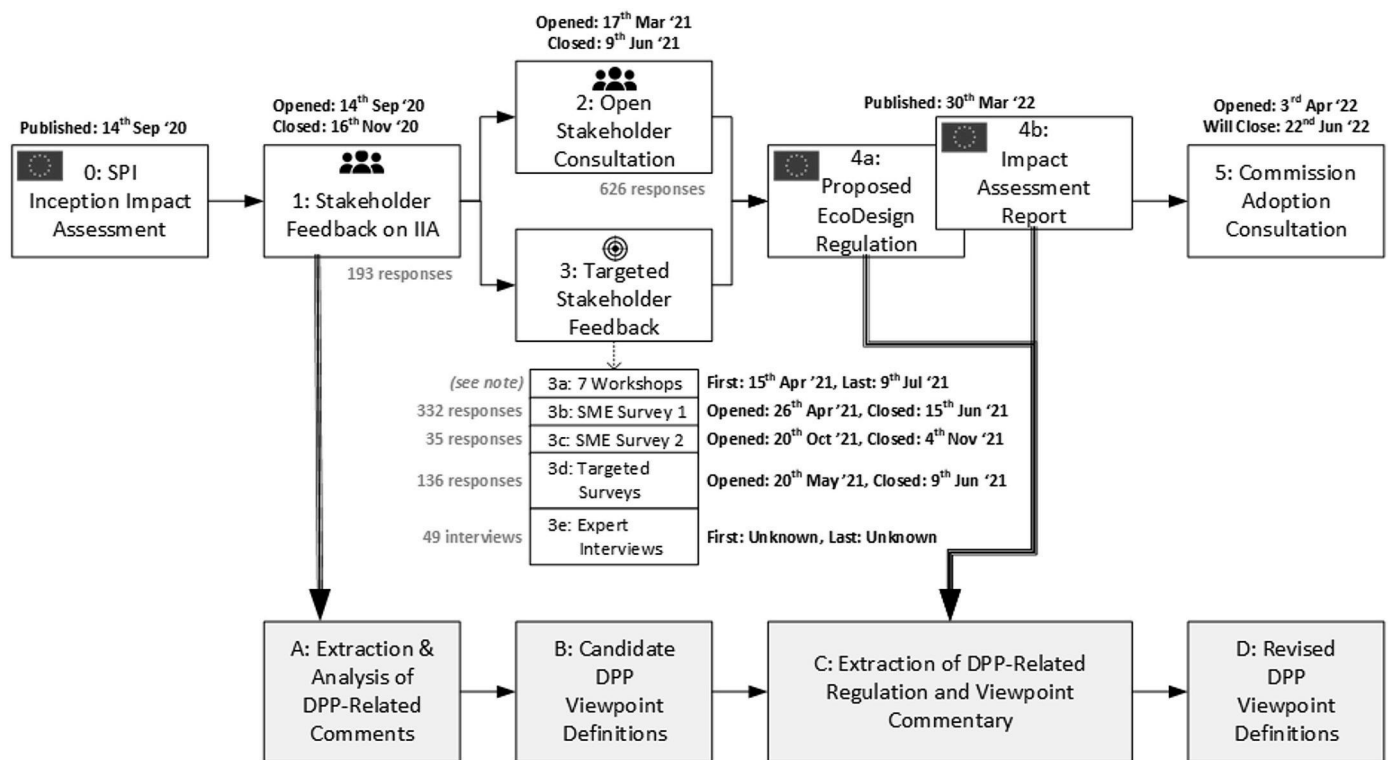 Published: 14th Sep ‘20
0: SPI
Inception Impact
Assessment
Opened: 14th Sep ‘20
Closed: 16th Nov ‘20
1: Stakeholder
Feedback on IIA
193 responses
Opened: 17th Mar ‘21
Closed: 9th Jun ‘21
2: Open
Stakeholder
Consultation
626 responses
3: Targeted
Stakeholder
Feedback
(see note)
3a: 7 Workshops
First: 15th Apr ’21, Last: 9th Jul ‘21
332 responses
3b: SME Survey 1
Opened: 26th Apr ’21, Closed: 15th Jun ‘21
35 responses
3c: SME Survey 2
Opened: 20th Oct ’21, Closed: 4th Nov ‘21
136 responses
3d: Targeted
Surveys
Opened: 20th May ’21, Closed: 9th Jun ‘21
49 interviews
3e: Expert
Interviews
First: Unknown, Last: Unknown
Published: 30th Mar ‘22
4a:
Proposed
EcoDesign
Regulation
4b:
Impact
Assessment
Report
Opened: 3rd Apr ‘22
Will Close: 22nd Jun ‘22
5: Commission
Adoption
Consultation
A: Extraction &
Analysis of
DPP-Related
Comments
B: Candidate
DPP
Viewpoint
Definitions
C: Extraction of DPP-Related
Regulation and Viewpoint
Commentary
D: Revised
DPP
Viewpoint
Definitions